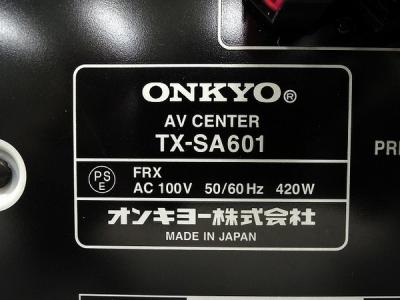 ONKYO®
AV CENTER
TX-SA601
PS
E
FRX
AC 100V 50/60Hz 420W
オンキヨー株式会社
MADE IN JAPAN